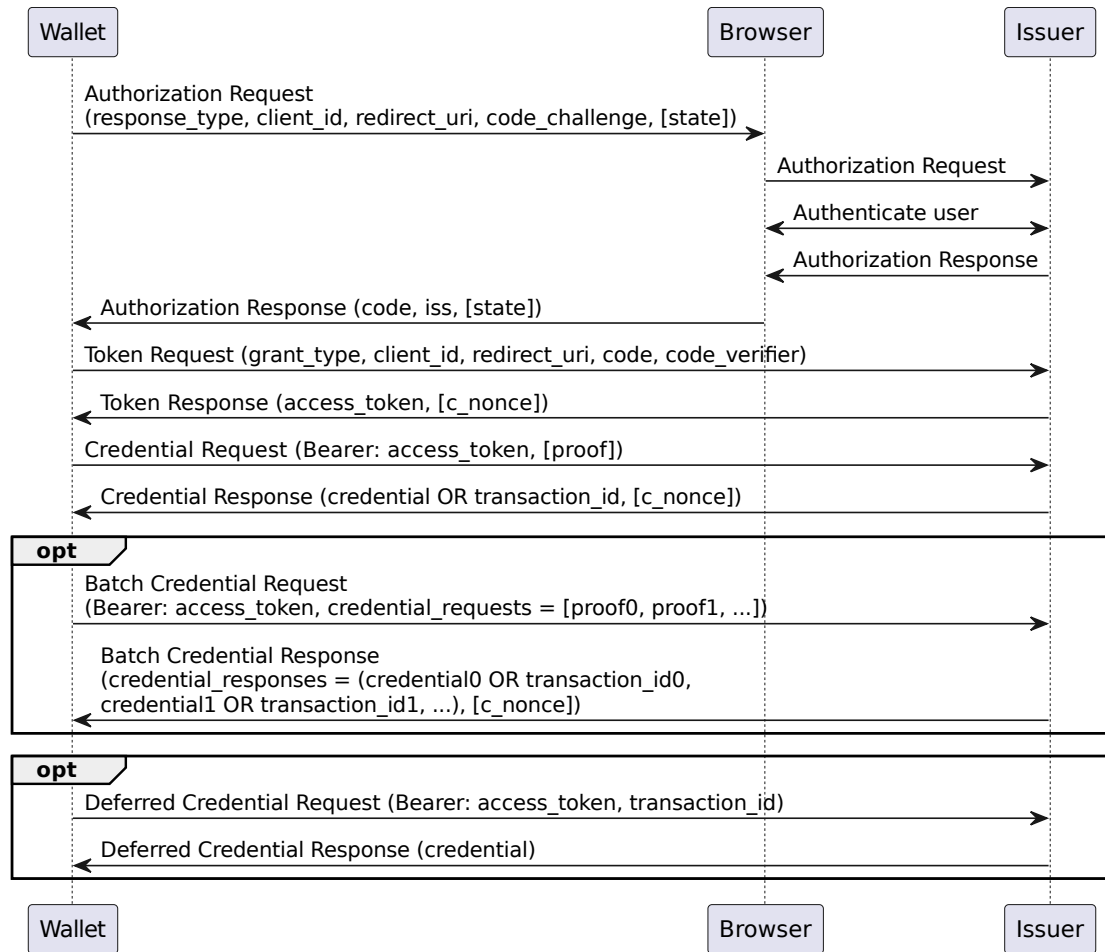 Wallet
Browser
Issuer
Authorization Request
(response_type, client_id, redirect_uri, code_challenge, [state])
Authorization Request
Authenticate user
Authorization Response
Authorization Response (code, iss, [state])
Token Request (grant_type, client_id, redirect_uri, code, code_verifier)
Token Response (access_token, [c_nonce])
Credential Request (Bearer: access_token, [proof])
Credential Response (credential OR transaction_id, [c_nonce])
opt
Batch Credential Request
(Bearer: access_token, credential_requests = [proof0, proof1, ...])
Batch Credential Response
(credential_responses = (credential0 OR transaction_id0,
credential1 OR transaction_id1, ...), [c_nonce])
opt
Deferred Credential Request (Bearer: access_token, transaction_id)
Deferred Credential Response (credential)
Wallet
Browser
Issuer